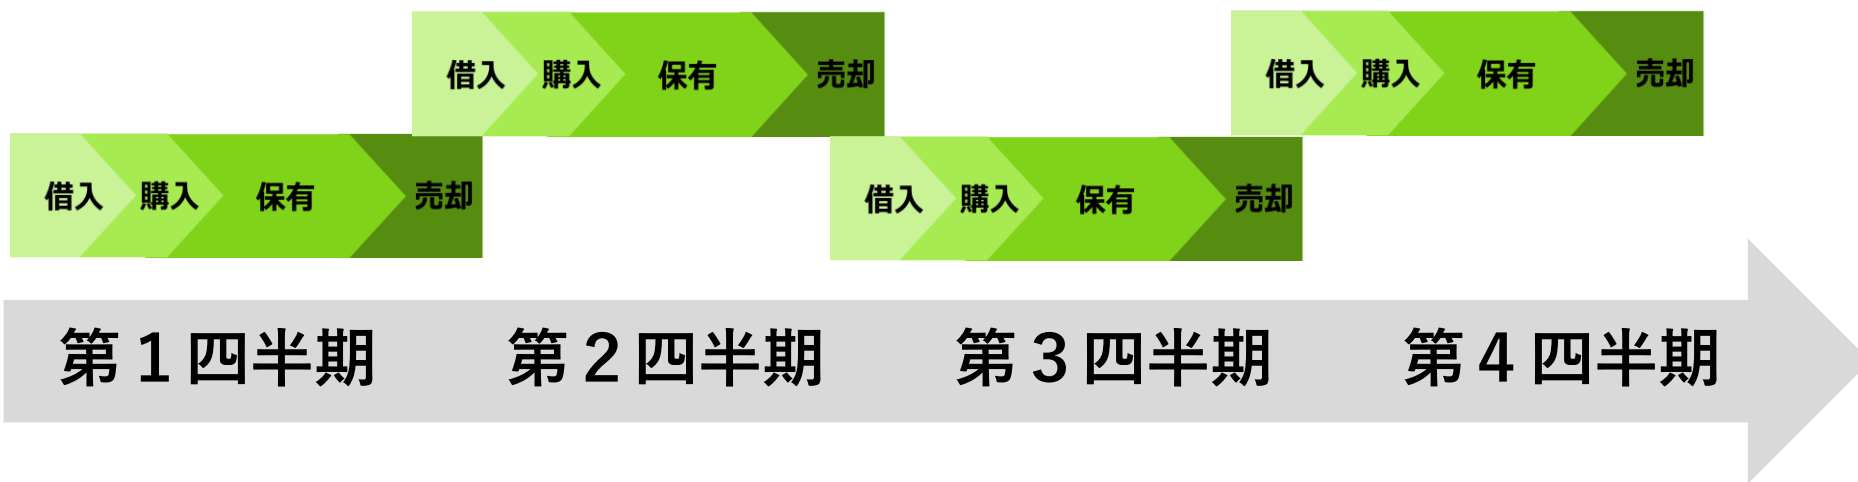 借入 購入 保有 売却
借入 購入 保有 売却
借入 購入 保有 売却
借入 購入 保有 売却
第1四半期 第2四半期 第3四半期 第4四半期